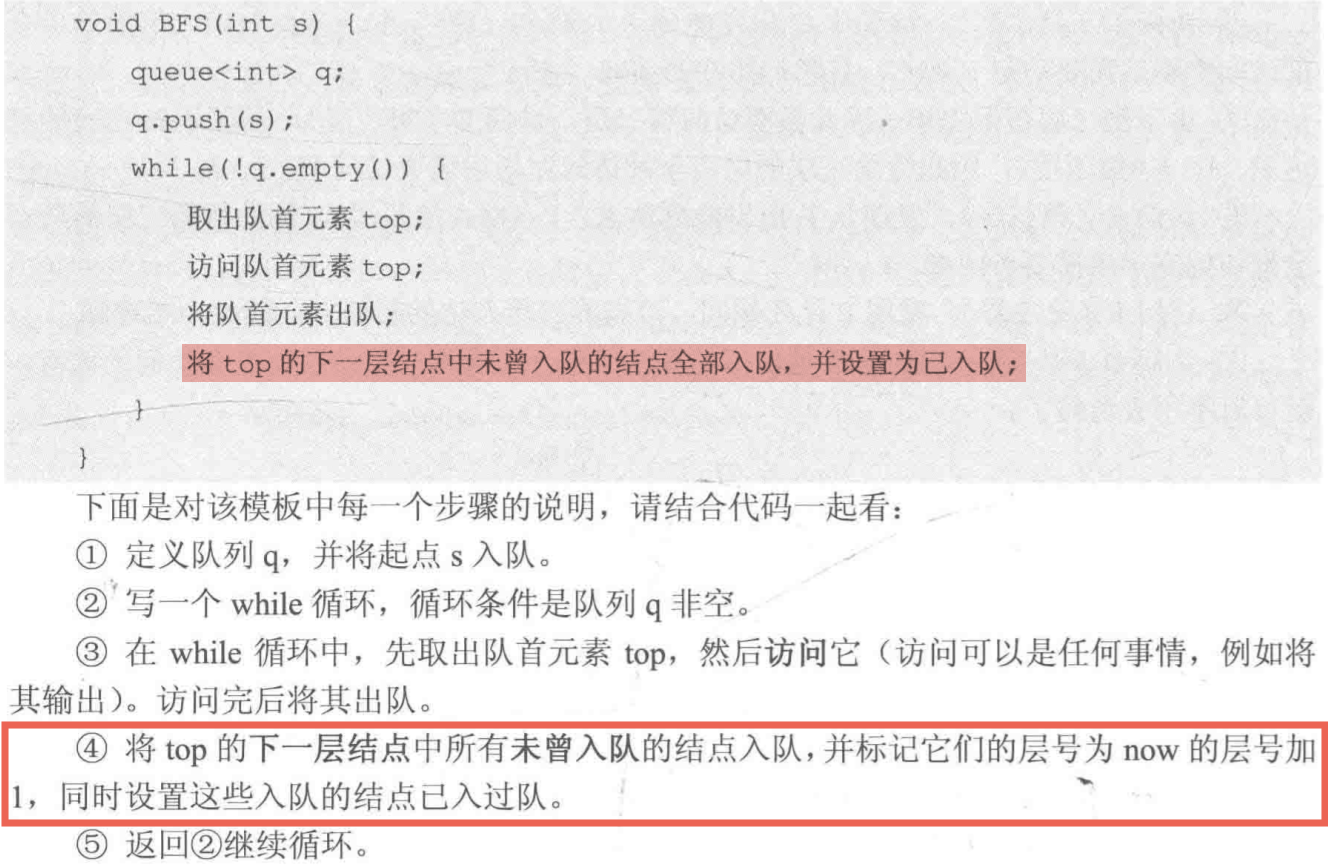 void BFS(int s) {
queue<int> q;
q.push(s);
while(!q.empty()) {
取出队首元素 top;
访问队首元素 top;
将队首元素出队;
将 top 的下一层结点中未曾入队的结点全部入队，并设置为已入队;
}
}
下面是对该模板中每一个步骤的说明，请结合代码一起看：
① 定义队列 q，并将起点 s 入队。
② 写一个 while 循环，循环条件是队列 q 非空。
③ 在 while 循环中，先取出队首元素 top，然后访问它（访问可以是任何事情，例如将
其输出）。访问完后将其出队。
④ 将 top 的下一层结点中所有未曾入队的结点入队，并标记它们的层号为 now 的层号加
1，同时设置这些入队的结点已入过队。
⑤ 返回②继续循环。